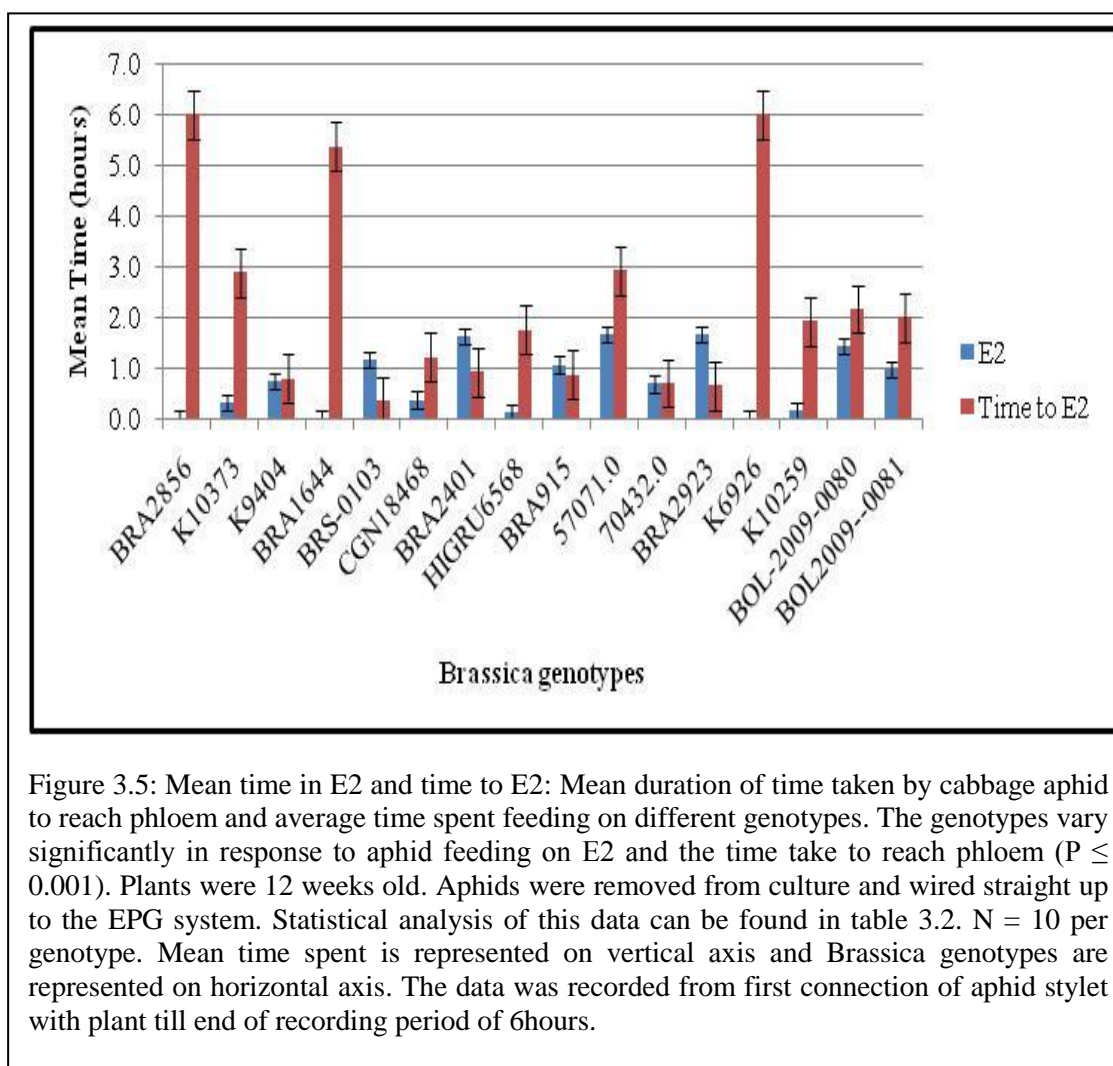 7.0
6.0
5.0
4.0
3.0
2.0
1.0
0.0
Mean Time (hours)
E2
Time to E2
BRA2856
K10373
K9404
BRA1644
BRS-0103
CGN18468
BRA2401
HIGRU6568
BRA915
57071.0
70432.0
BRA2923
K6926
K10259
BOL-2009-0080
BOL2009--0081
Brassica genotypes
Figure 3.5: Mean time in E2 and time to E2: Mean duration of time taken by cabbage aphid
to reach phloem and average time spent feeding on different genotypes. The genotypes vary
significantly in response to aphid feeding on E2 and the time take to reach phloem (P ≤
0.001). Plants were 12 weeks old. Aphids were removed from culture and wired straight up
to the EPG system. Statistical analysis of this data can be found in table 3.2. N = 10 per
genotype. Mean time spent is represented on vertical axis and Brassica genotypes are
represented on horizontal axis. The data was recorded from first connection of aphid stylet
with plant till end of recording period of 6hours.